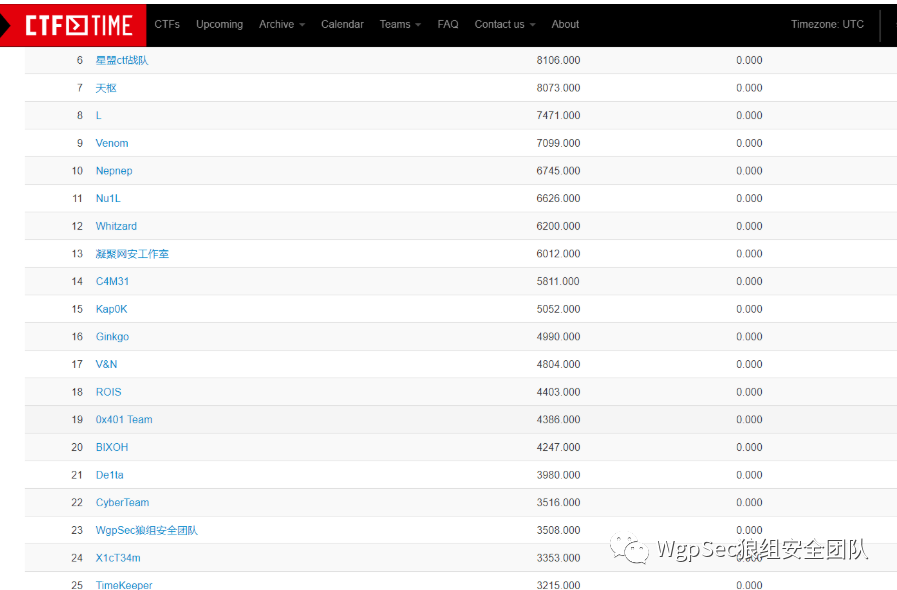 CTF TIME CTFs Upcoming Archive Calendar Teams FAQ Contact us About Timezone: UTC
6 星盟ctf战队 8106.000 0.000
7 天枢 8073.000 0.000
8 L 7471.000 0.000
9 Venom 7099.000 0.000
10 Nepnep 6745.000 0.000
11 Nu1L 6626.000 0.000
12 Whitzard 6200.000 0.000
13 凝聚网安工作室 6012.000 0.000
14 C4M31 5811.000 0.000
15 Kap0K 5052.000 0.000
16 Ginkgo 4990.000 0.000
17 V&N 4804.000 0.000
18 ROIS 4403.000 0.000
19 0x401 Team 4386.000 0.000
20 BIXOH 4247.000 0.000
21 De1ta 3980.000 0.000
22 CyberTeam 3516.000 0.000
23 WgpSec狼组安全团队 3508.000 0.000
24 X1cT34m 3353.000 0.000
WgpSec狼组安全团队
25 TimeKeeper 3215.000 0.000